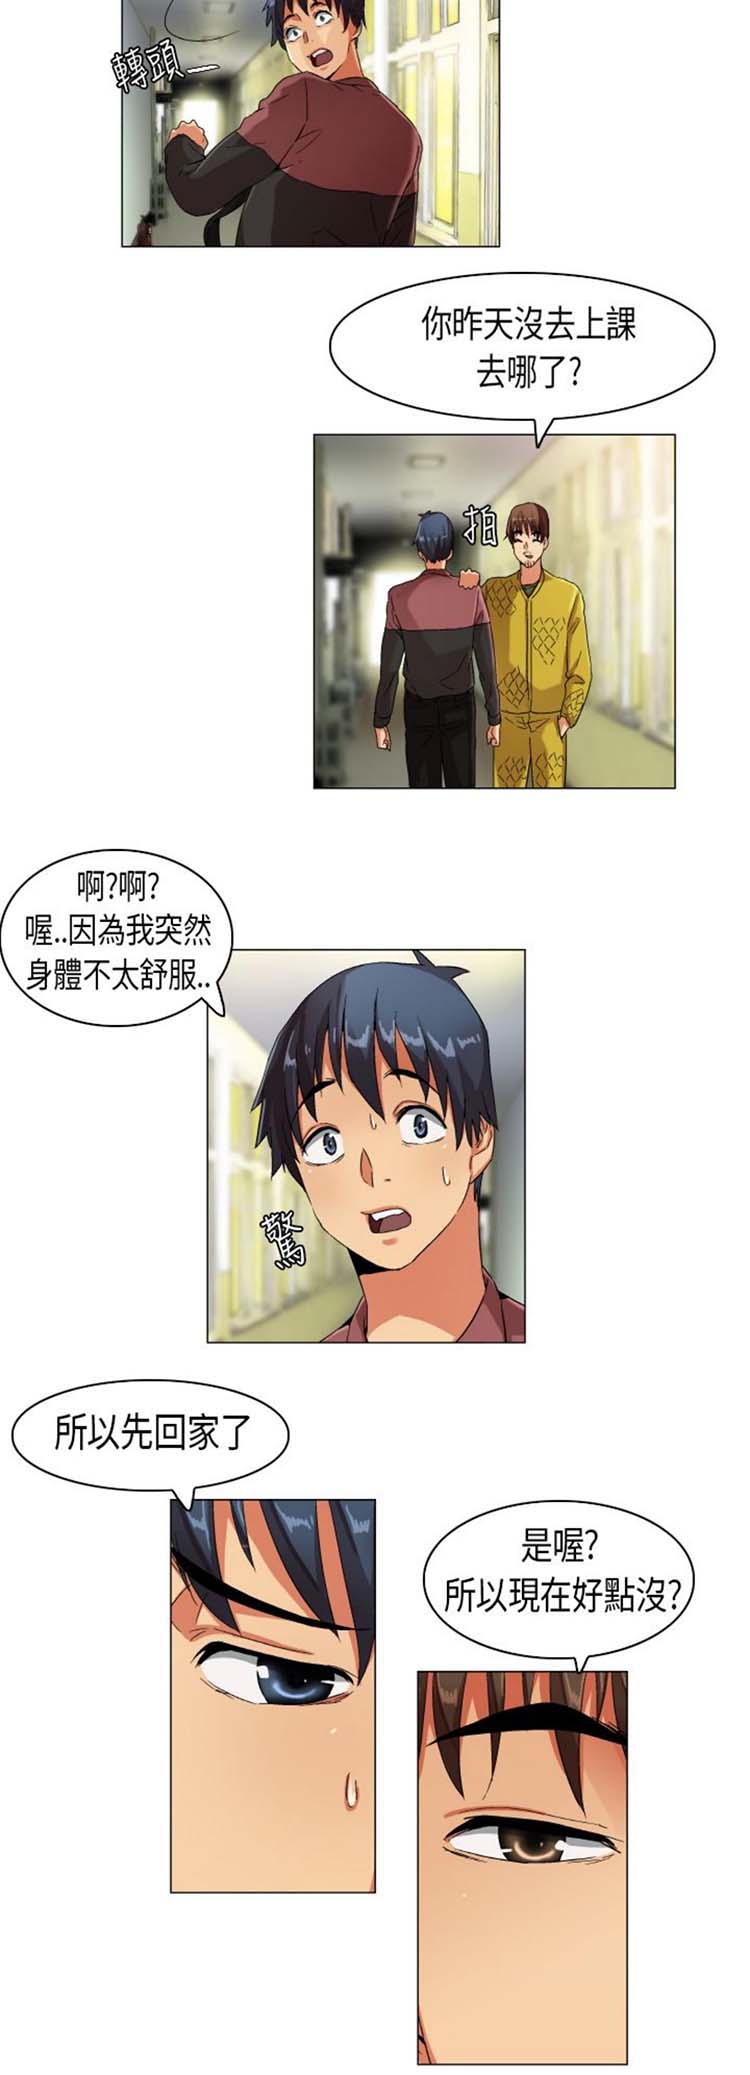 轉頭
你昨天沒去上課
去哪了?
拍
啊?啊?
喔..因為我突然
身體不太舒服..
驚
所以先回家了
是喔?
所以現在好點沒?